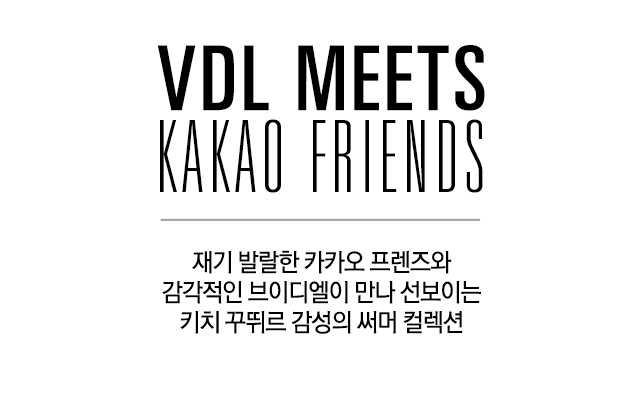 VDL MEETS
KAKAO FRIENDS
재기 발랄한 카카오 프렌즈와
감각적인 브이디엘이 만나 선보이는
키치 꾸뛰르 감성의 써머 컬렉션